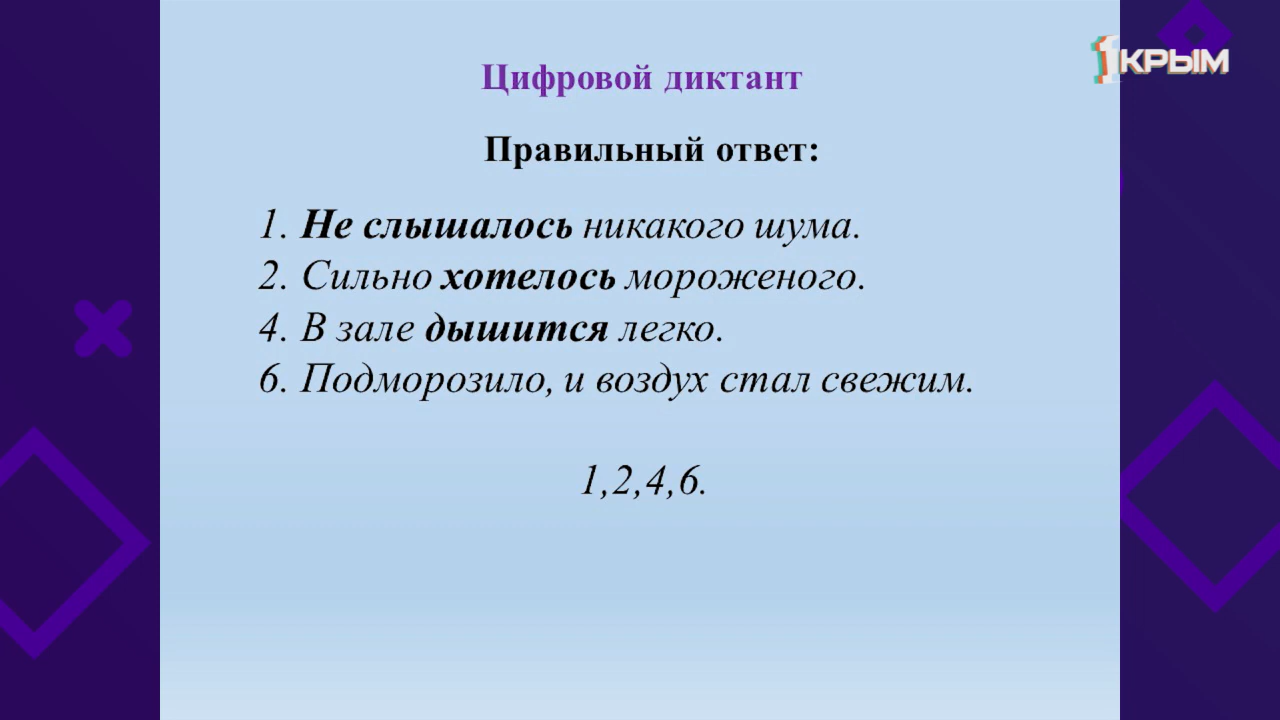 Цифровой диктант
1КРЫМ
Правильный ответ:
1. Не слышалось никакого шума.
2. Сильно хотелось мороженого.
4. В зале дышится легко.
6. Подморозило, и воздух стал свежим.
1,2,4,6.